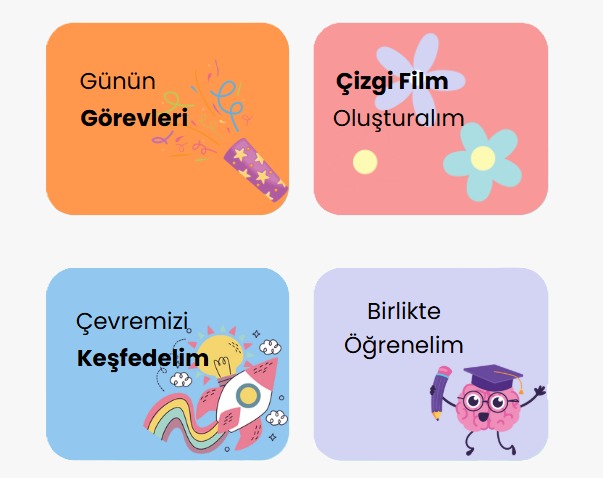 Günün
Görevleri
Çizgi Film
Oluşturalım
Çevremizi
Keşfedelim
Birlikte
Öğrenelim